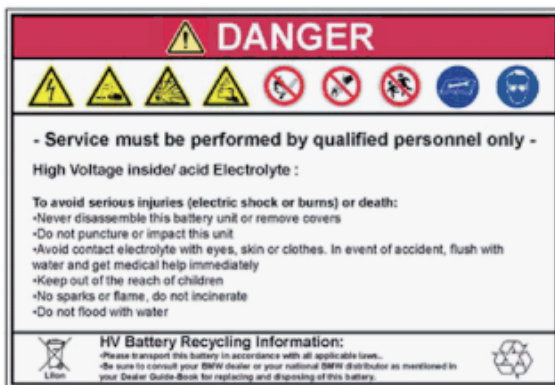 DANGER
- Service must be performed by qualified personnel only -
High Voltage inside/ acid Electrolyte :
To avoid serious injuries (electric shock or burns) or death:
•Never disassemble this battery unit or remove covers
•Do not puncture or impact this unit
•Avoid contact electrolyte with eyes, skin or clothes. In event of accident, flush with
water and get medical help immediately
•Keep out of the reach of children
•No sparks or flame, do not incinerate
•Do not flood with water
HV Battery Recycling Information:
•Please transport this battery in accordance with all applicable laws..
•Be sure to consult your BMW dealer or your national BMW distributor as mentioned in
your Dealer Guide-Book for replacing and disposing of this battery.
LiIon